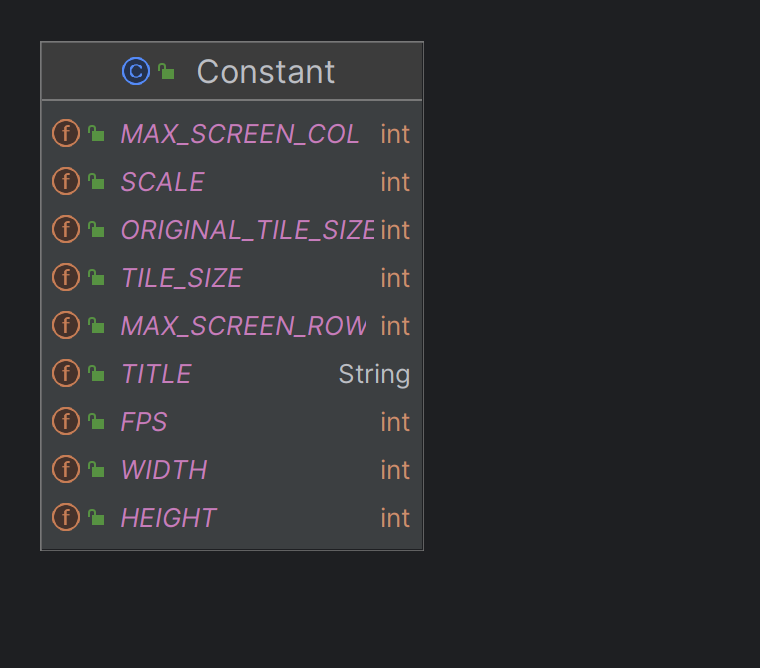 C Constant
f MAX_SCREEN_COL int
f SCALE int
f ORIGINAL_TILE_SIZE int
f TILE_SIZE int
f MAX_SCREEN_ROW int
f TITLE String
f FPS int
f WIDTH int
f HEIGHT int